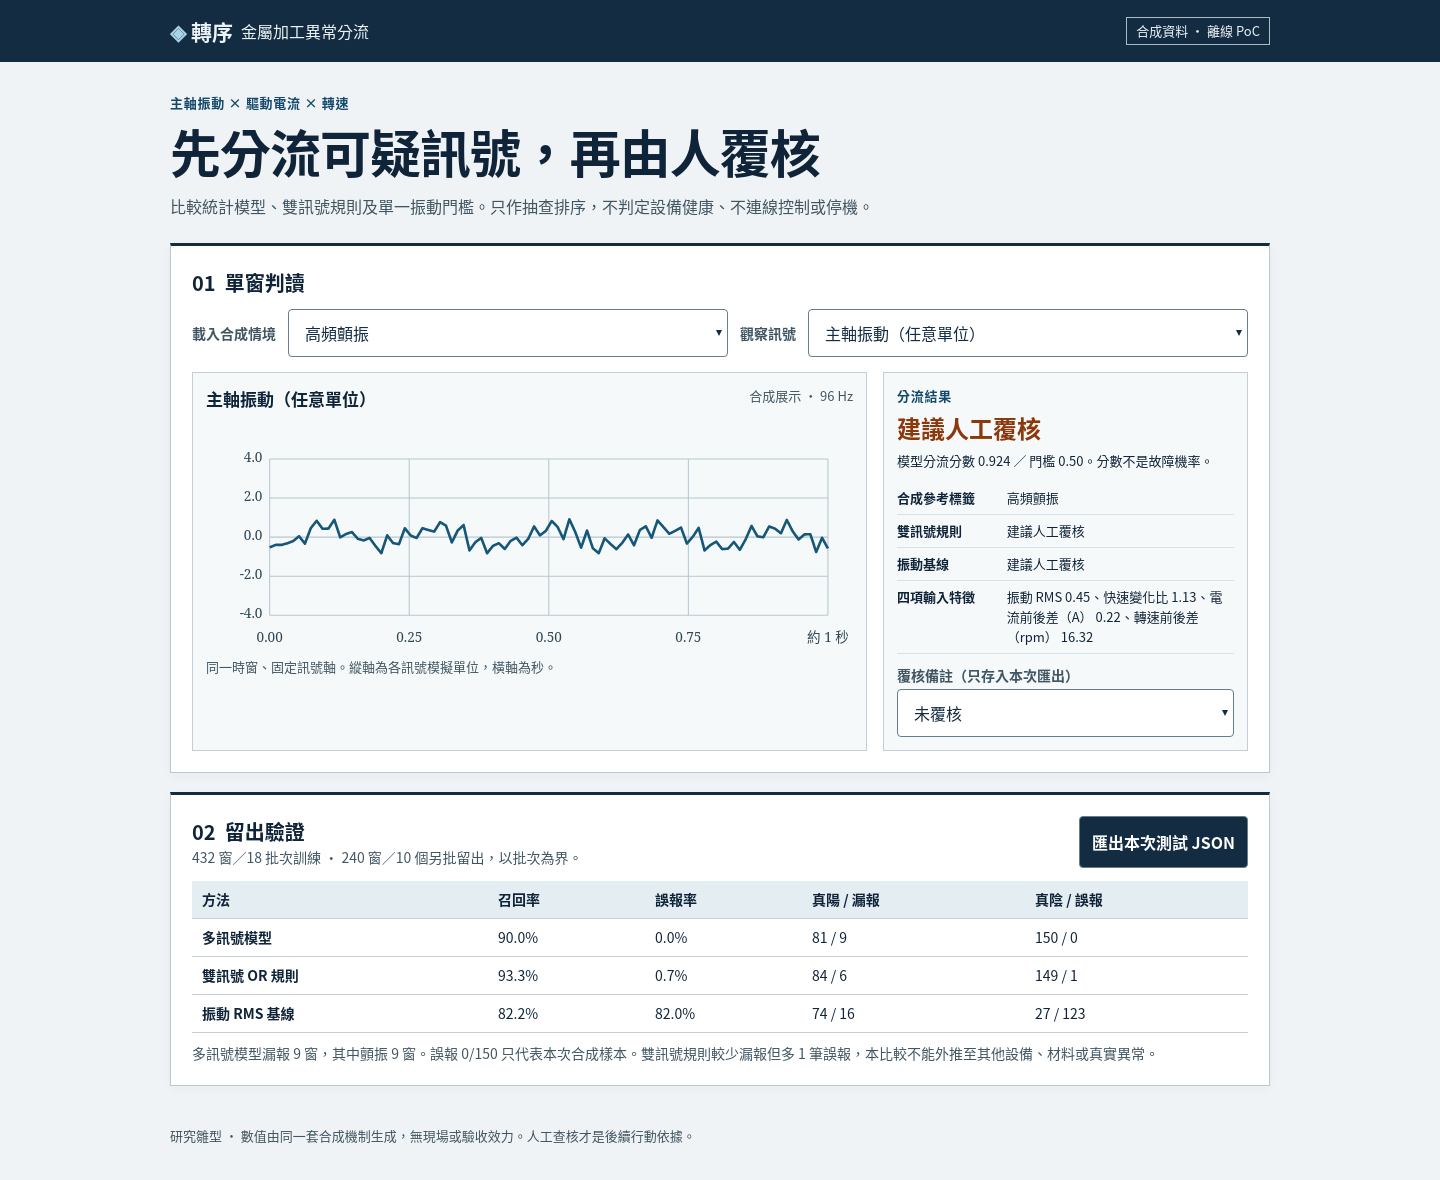 ◈ 轉序 金屬加工異常分流
合成資料 · 離線 PoC
主軸振動 × 驅動電流 × 轉速
先分流可疑訊號，再由人覆核
比較統計模型、雙訊號規則及單一振動門檻。只作抽查排序，不判定設備健康、不連線控制或停機。
01 單窗判讀
載入合成情境 高頻顫振 ▾ 觀察訊號 主軸振動（任意單位） ▾
主軸振動（任意單位）
合成展示 · 96 Hz
4.0
2.0
0.0
-2.0
-4.0
0.00 0.25 0.50 0.75 約 1 秒
同一時窗、固定訊號軸。縱軸為各訊號模擬單位，橫軸為秒。
分流結果
建議人工覆核
模型分流分數 0.924 ／ 門檻 0.50。分數不是故障機率。
合成參考標籤 高頻顫振
雙訊號規則 建議人工覆核
振動基線 建議人工覆核
四項輸入特徵 振動 RMS 0.45、快速變化比 1.13、電
流前後差（A） 0.22、轉速前後差
（rpm） 16.32
覆核備註（只存入本次匯出）
未覆核 ▾
02 留出驗證
432 窗／18 批次訓練 · 240 窗／10 個另批留出，以批次為界。
匯出本次測試 JSON
方法 召回率 誤報率 真陽 / 漏報 真陰 / 誤報
多訊號模型 90.0% 0.0% 81 / 9 150 / 0
雙訊號 OR 規則 93.3% 0.7% 84 / 6 149 / 1
振動 RMS 基線 82.2% 82.0% 74 / 16 27 / 123
多訊號模型漏報 9 窗，其中顫振 9 窗。誤報 0/150 只代表本次合成樣本。雙訊號規則較少漏報但多 1 筆誤報，本比較不能外推至其他設備、材料或真實異常。
研究雛型 · 數值由同一套合成機制生成，無現場或驗收效力。人工查核才是後續行動依據。